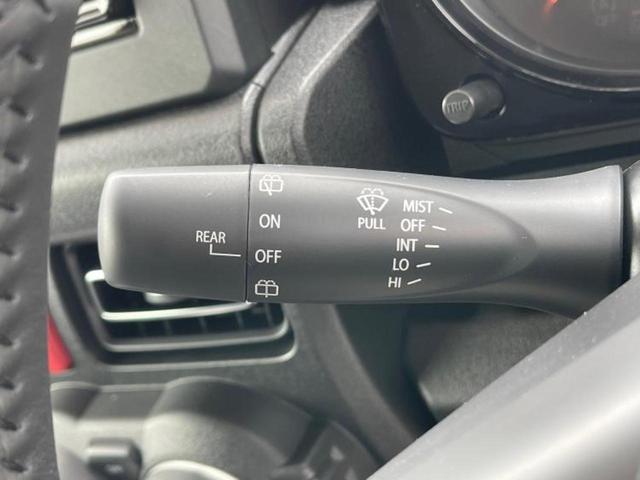 TRIP
MIST
ON
PULL
OFF
REAR
INT
OFF
LO
HI